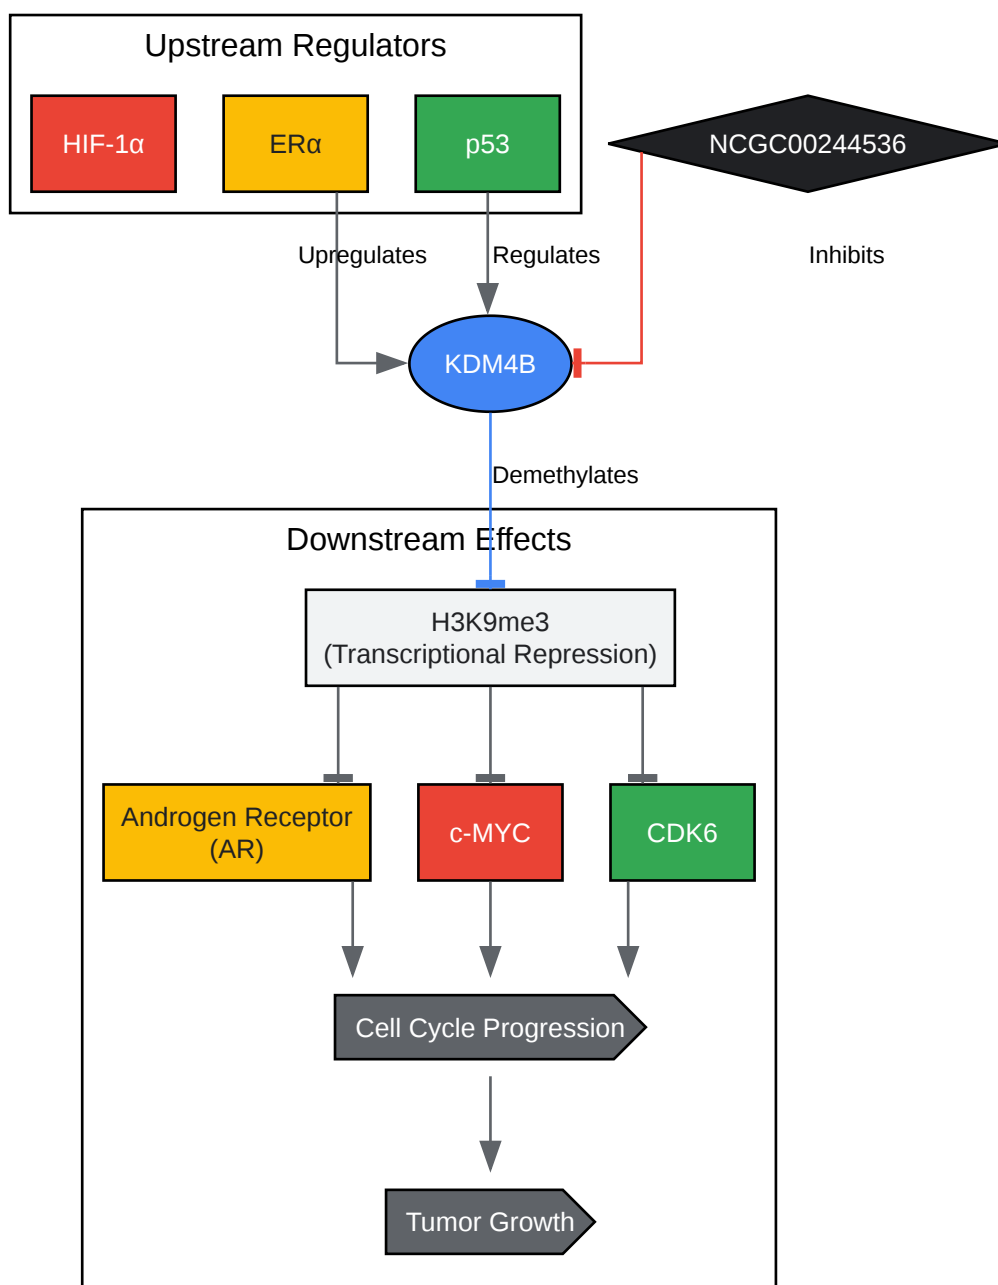 Upstream Regulators
HIF-1α
ERα
p53
NCGC00244536
Upregulates
Regulates
Inhibits
KDM4B
Demethylates
Downstream Effects
H3K9me3
(Transcriptional Repression)
Androgen Receptor
(AR)
c-MYC
CDK6
Cell Cycle Progression
Tumor Growth